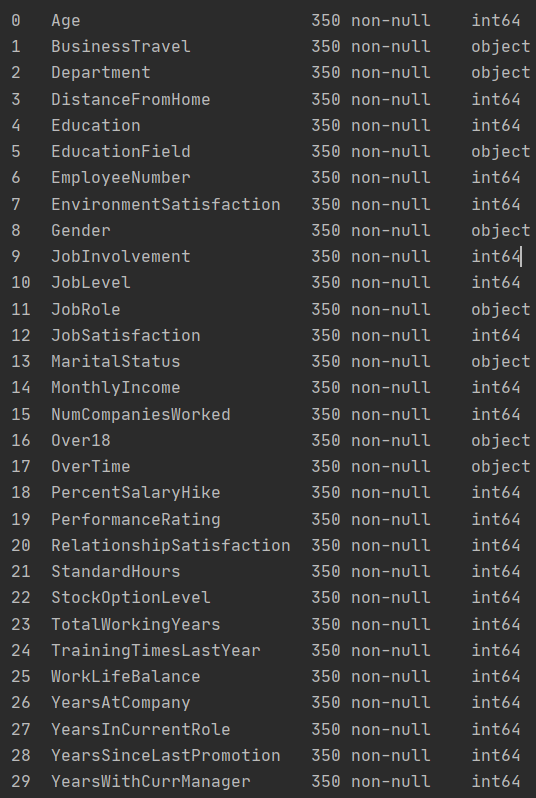 0 Age 350 non-null int64
1 BusinessTravel 350 non-null object
2 Department 350 non-null object
3 DistanceFromHome 350 non-null int64
4 Education 350 non-null int64
5 EducationField 350 non-null object
6 EmployeeNumber 350 non-null int64
7 EnvironmentSatisfaction 350 non-null int64
8 Gender 350 non-null object
9 JobInvolvement 350 non-null int64
10 JobLevel 350 non-null int64
11 JobRole 350 non-null object
12 JobSatisfaction 350 non-null int64
13 MaritalStatus 350 non-null object
14 MonthlyIncome 350 non-null int64
15 NumCompaniesWorked 350 non-null int64
16 Over18 350 non-null object
17 OverTime 350 non-null object
18 PercentSalaryHike 350 non-null int64
19 PerformanceRating 350 non-null int64
20 RelationshipSatisfaction 350 non-null int64
21 StandardHours 350 non-null int64
22 StockOptionLevel 350 non-null int64
23 TotalWorkingYears 350 non-null int64
24 TrainingTimesLastYear 350 non-null int64
25 WorkLifeBalance 350 non-null int64
26 YearsAtCompany 350 non-null int64
27 YearsInCurrentRole 350 non-null int64
28 YearsSinceLastPromotion 350 non-null int64
29 YearsWithCurrManager 350 non-null int64